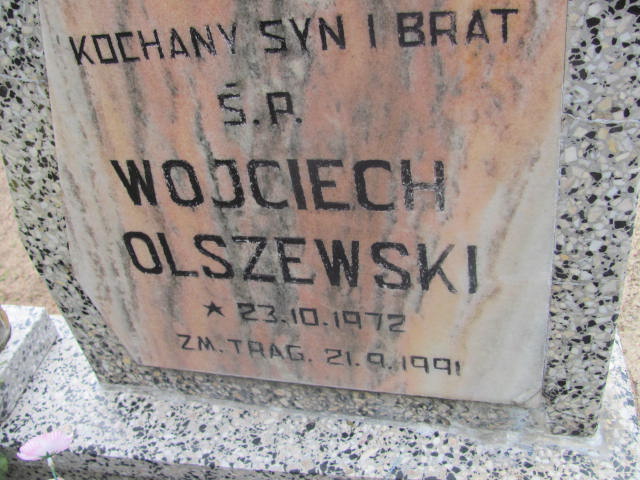 KOCHANY SYN I BRAT
Ś.P.
WOJCIECH
OLSZEWSKI
★ 23.10.1972
ZM. TRAG. 21.9.1991